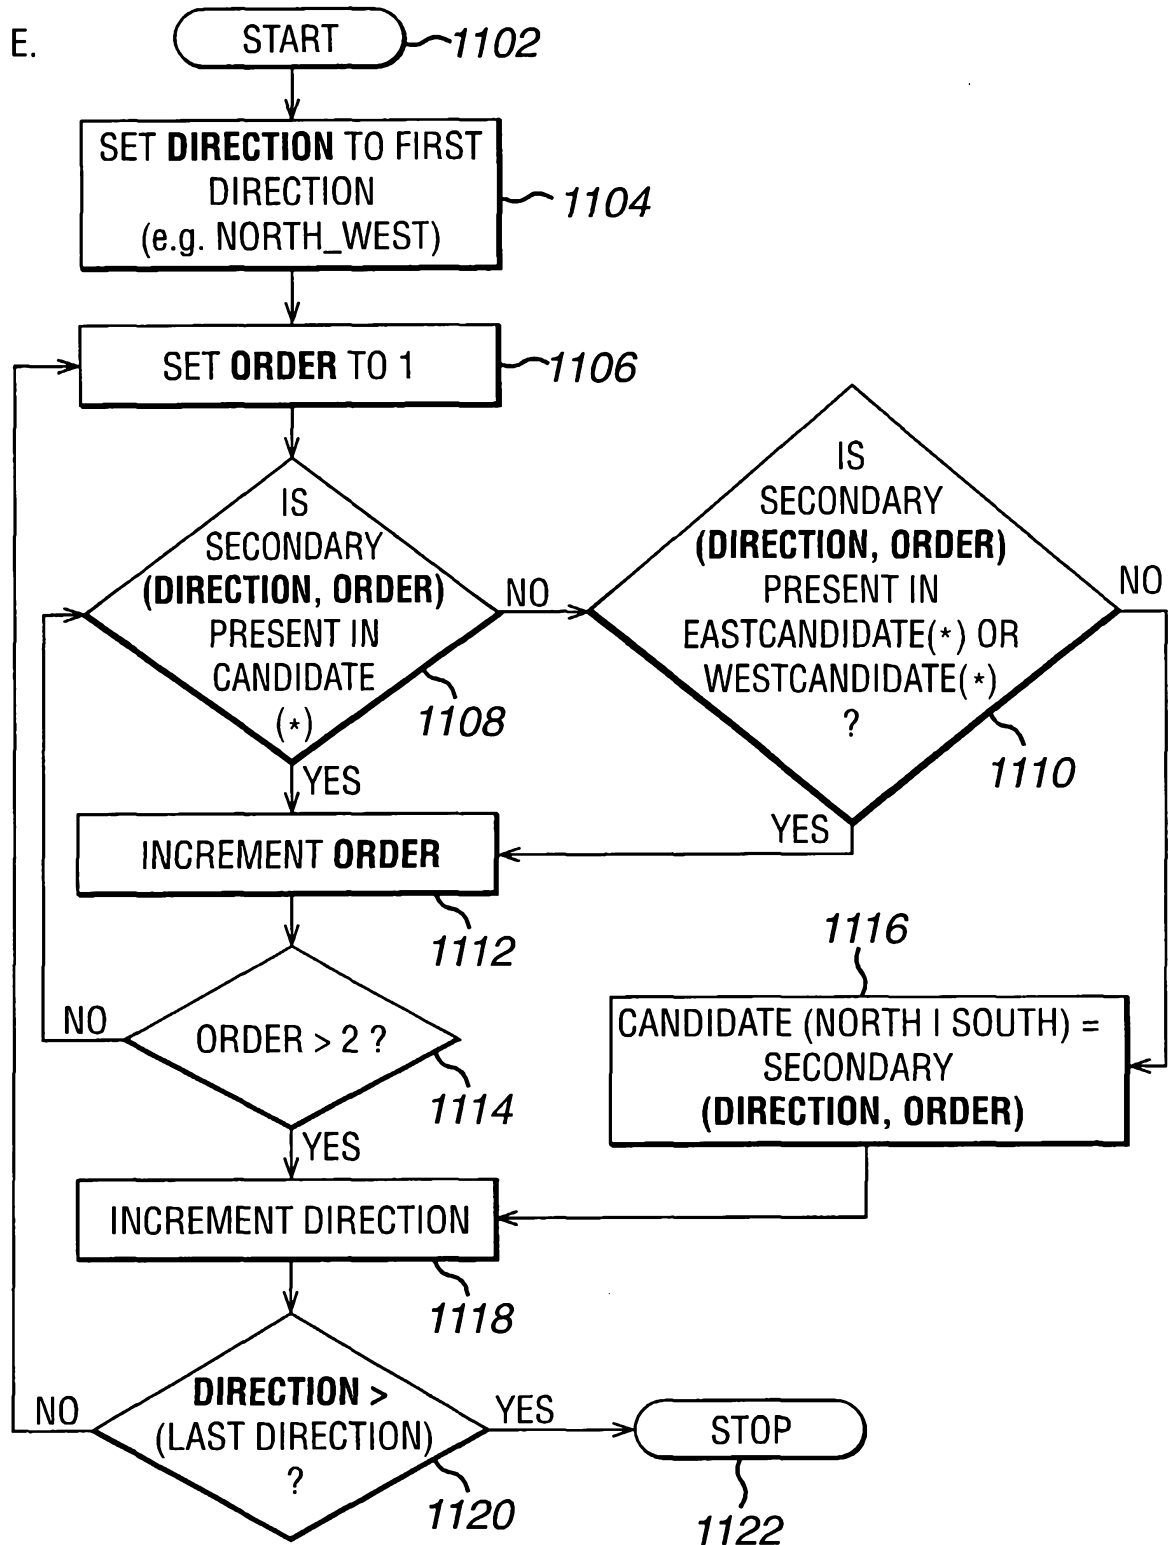 E.
START
1102
SET DIRECTION TO FIRST
DIRECTION
(e.g. NORTH_WEST)
1104
SET ORDER TO 1
1106
IS
SECONDARY
(DIRECTION, ORDER)
PRESENT IN
CANDIDATE
(*)
1108
NO
IS
SECONDARY
(DIRECTION, ORDER)
PRESENT IN
EASTCANDIDATE(*) OR
WESTCANDIDATE(*)
?
1110
NO
YES
YES
INCREMENT ORDER
1112
ORDER > 2 ?
1114
NO
YES
1116
CANDIDATE (NORTH I SOUTH) =
SECONDARY
(DIRECTION, ORDER)
INCREMENT DIRECTION
1118
DIRECTION >
(LAST DIRECTION)
?
1120
NO
YES
STOP
1122